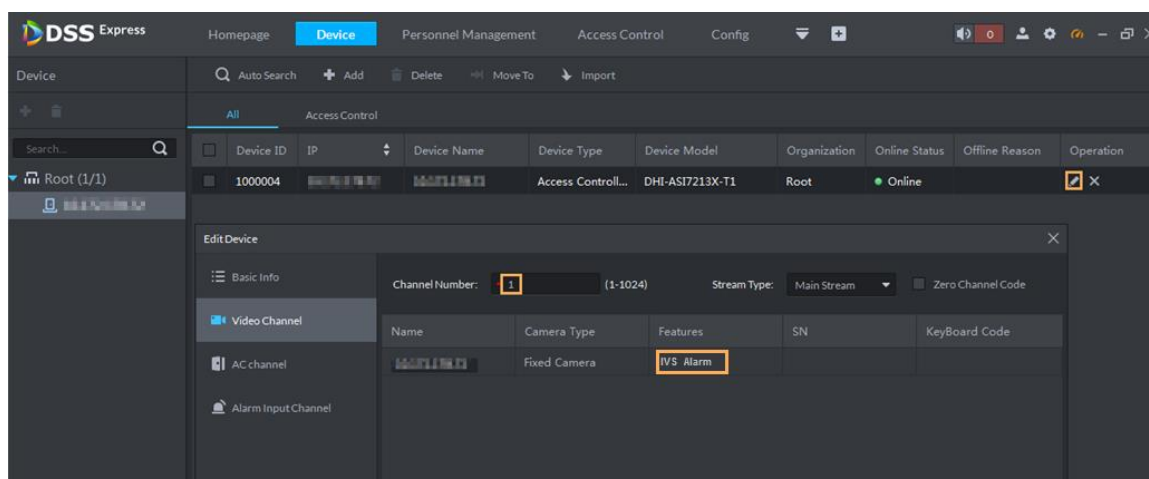 DSS Express
Homepage Device Personnel Management Access Control Config 0
Device Auto Search Add Delete Move To Import
All Access Control
Search... Device ID IP Device Name Device Type Device Model Organization Online Status Offline Reason Operation
Root (1/1) 1000004 Access Controll... DHI-ASI7213X-T1 Root Online
Edit Device
Basic Info
Channel Number: * 1 (1-1024) Stream Type: Main Stream Zero Channel Code
Video Channel
Name Camera Type Features SN KeyBoard Code
AC channel
Fixed Camera IVS Alarm
Alarm Input Channel